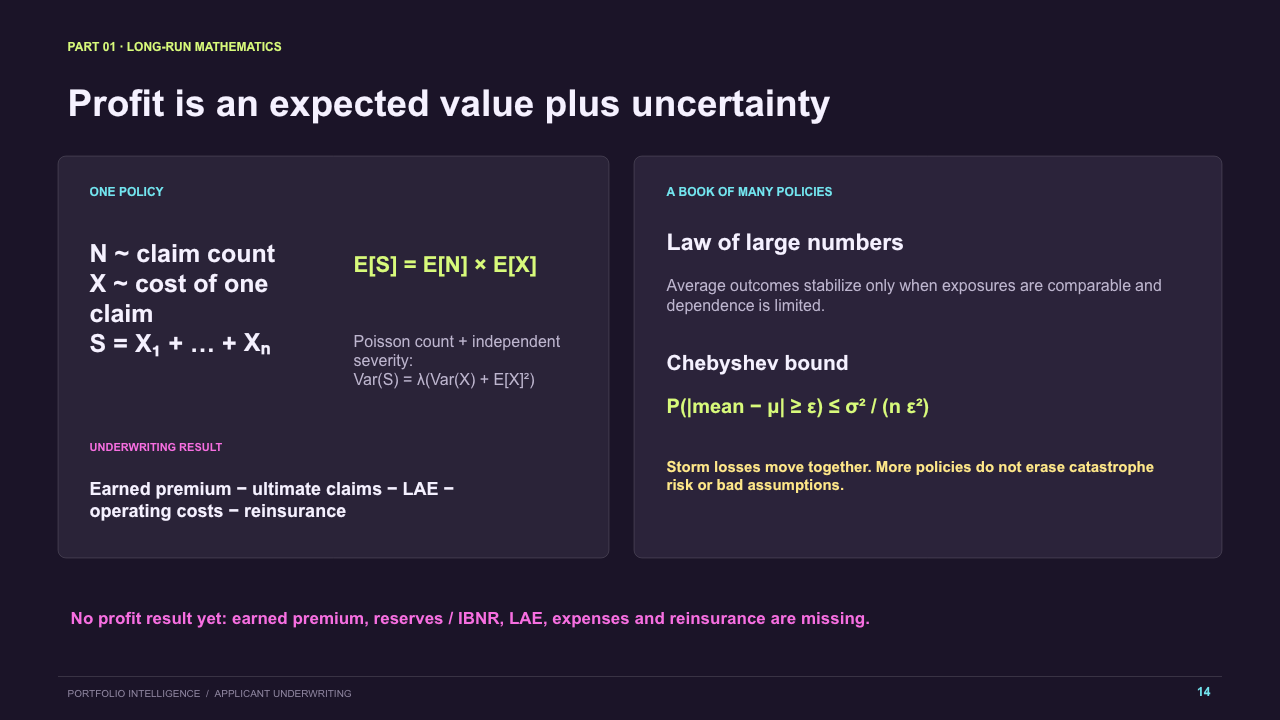 PART 01 · LONG-RUN MATHEMATICS
Profit is an expected value plus uncertainty
ONE POLICY
N ~ claim count
X ~ cost of one
claim
S = X₁ + … + Xₙ
E[S] = E[N] × E[X]
Poisson count + independent
severity:
Var(S) = λ(Var(X) + E[X]²)
UNDERWRITING RESULT
Earned premium − ultimate claims − LAE −
operating costs − reinsurance
A BOOK OF MANY POLICIES
Law of large numbers
Average outcomes stabilize only when exposures are comparable and
dependence is limited.
Chebyshev bound
P(|mean − μ| ≥ ε) ≤ σ² / (n ε²)
Storm losses move together. More policies do not erase catastrophe
risk or bad assumptions.
No profit result yet: earned premium, reserves / IBNR, LAE, expenses and reinsurance are missing.
PORTFOLIO INTELLIGENCE / APPLICANT UNDERWRITING
14